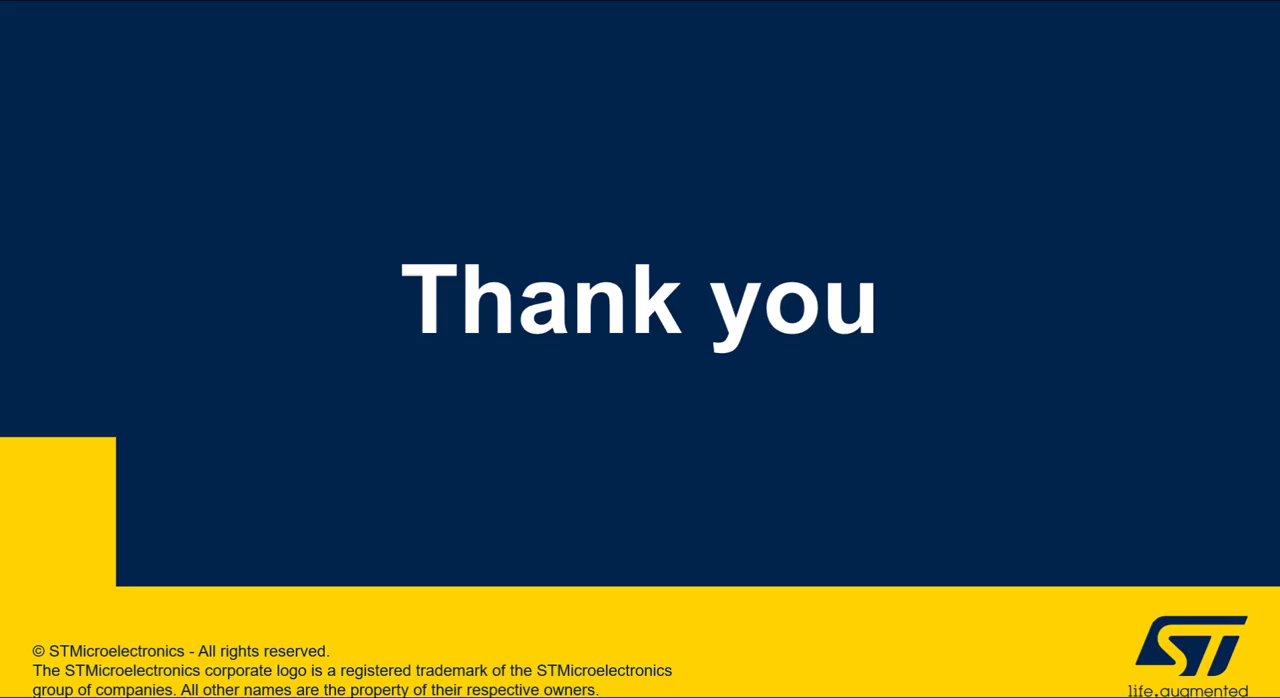 Thank you
© STMicroelectronics - All rights reserved.
The STMicroelectronics corporate logo is a registered trademark of the STMicroelectronics
group of companies. All other names are the property of their respective owners.
ST
life.augmented